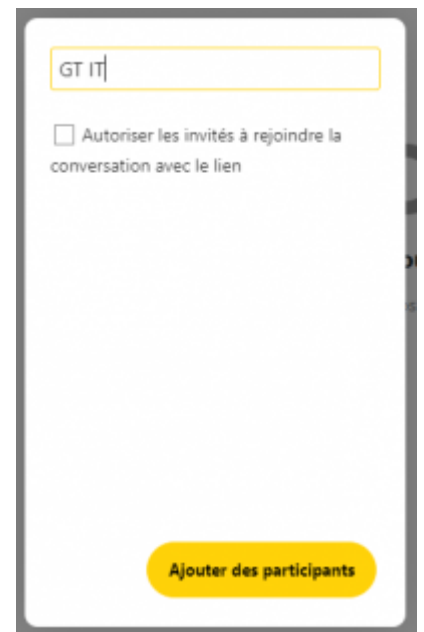 GT IT
Autoriser les invités à rejoindre la
conversation avec le lien
Ajouter des participants